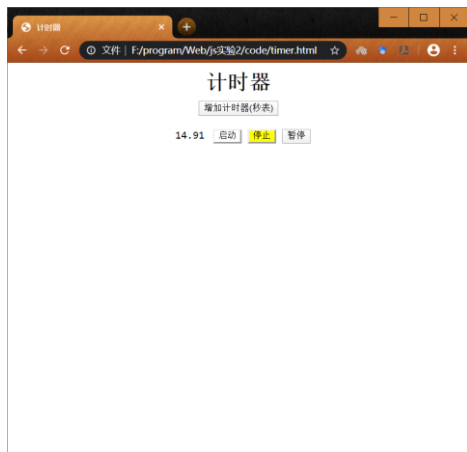 计时器
文件 | F:/program/Web/js实验2/code/timer.html
计时器
增加计时器(秒表)
14.91 启动 停止 暂停